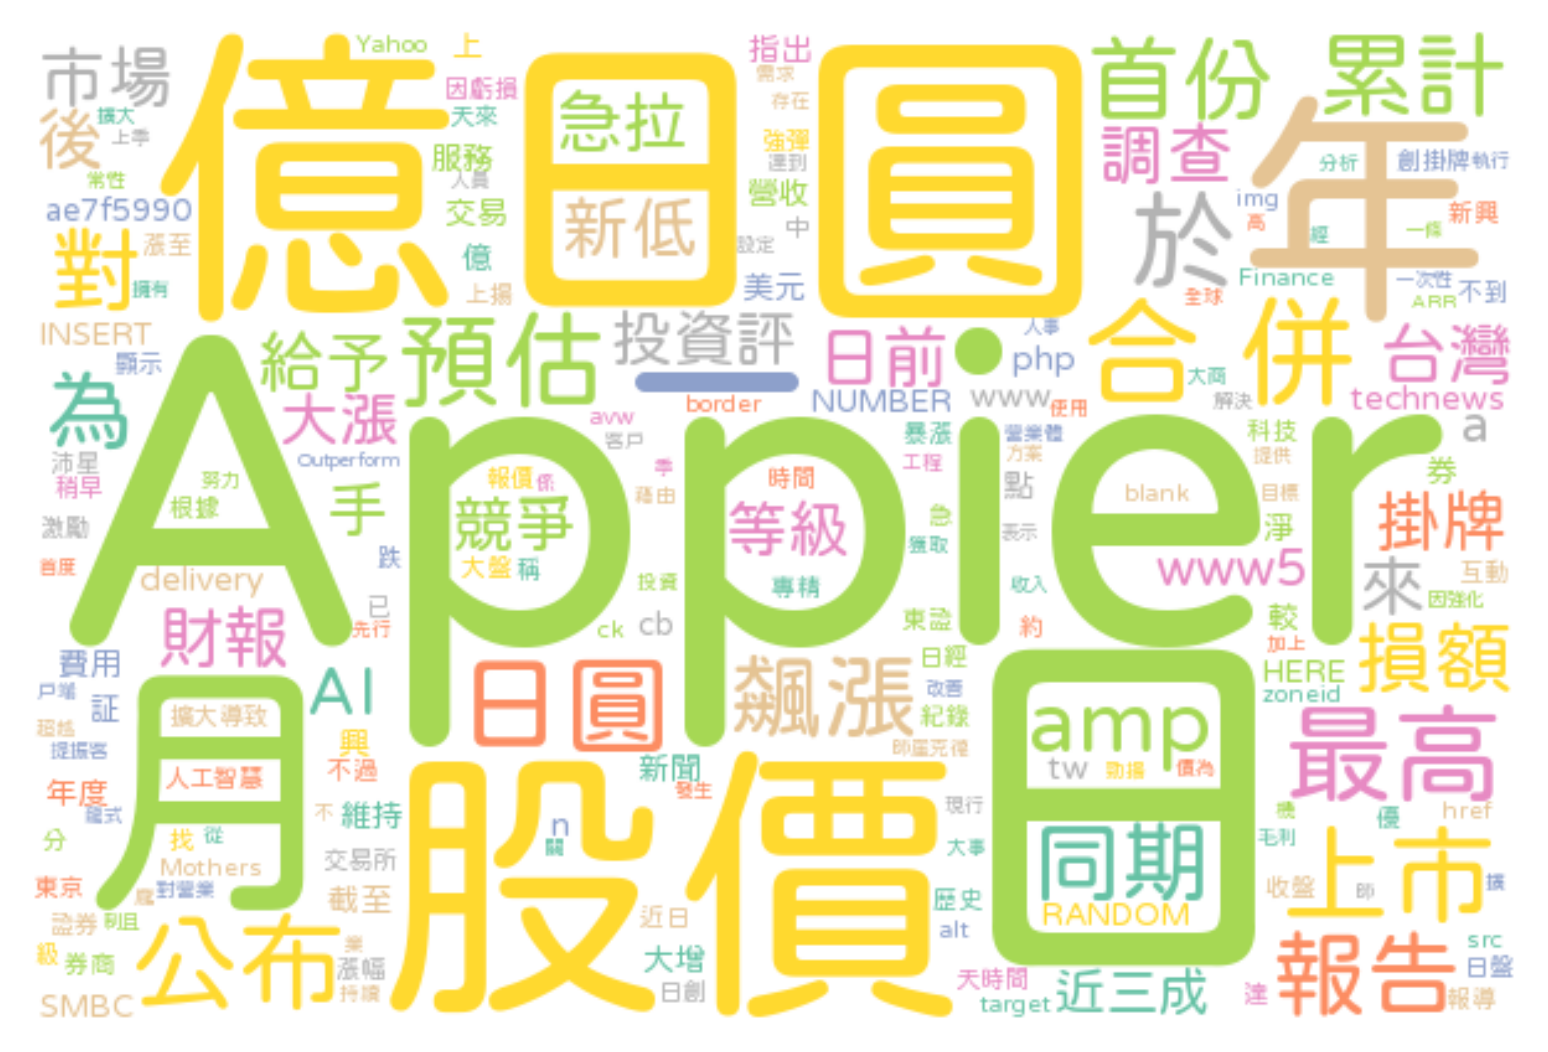 市場
億
Yahoo
上
因虧損
天來
服務
人員
交易
億
上揚
日
急拉
新低
指出
需求
存在
強彈
達到
營收
中
設定
美元
圓
首份
累計
調查
於
年
分析
創掛牌
執行
img
高
新興
一條
Finance
一次性
不到
ARR
全球
後
擴大
上季
常性
ae7f5990
對
漲至
擁有
INSERT
顯示
給予
預估
投資評
日前
人事
php
合併
大商
解決
台灣
technews
為
大漲
一
border
NUMBER
www
使用
a
沛星
稍早
激勵
首度
Appier
Outperform
努力
根據
手
跌
報價
係
競爭
大盤
稱
avw
客戶
季
藉由
投資
時間
等級
專精
暴漲
工程
急
獲取
東證
營業體
方案
點
表示
收入
約
blank
科技
提供
目標
淨
券
掛牌
www5
來
互動
因強化
較
加上
delivery
已
先行
財報
ck
cb
費用
戶端
証
超越
提振客
年度
AI
日圓
飆漲
日經
改善
紀錄
HERE
zoneid
損額
月
擴大導致
人工智慧
興
不過
不
維持
找
從
Mothers
對營業
交易所
截至
分
東京
證券
級
券商
SMBC
公布
業
漲幅
持續
股價
n
新聞
發生
現行
大事
歷史
alt
近日
大增
日創
日
amp
tw
勁揚
價為
同期
RANDOM
最高
機
優
href
毛利
上市
收盤
師
擴
天時間
target
近三成
達
報告
src
日盤
報導